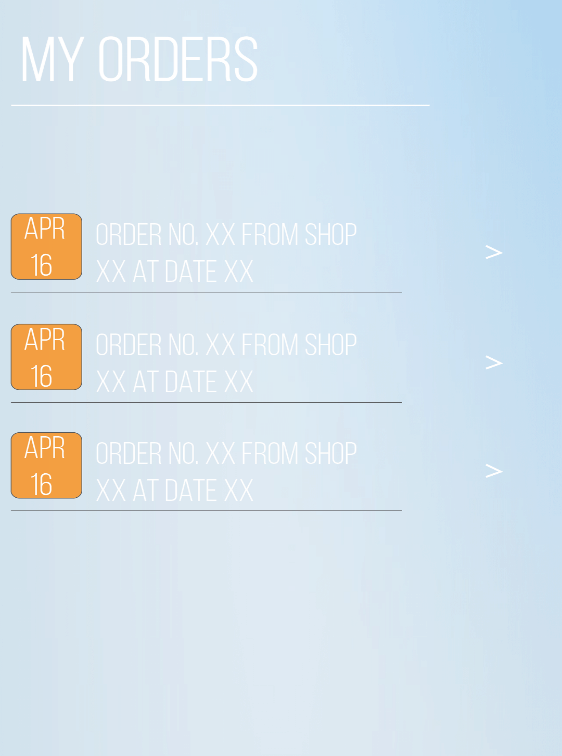 MY ORDERS
APR
16
ORDER NO. XX FROM SHOP
XX AT DATE XX
>
APR
16
ORDER NO. XX FROM SHOP
XX AT DATE XX
>
APR
16
ORDER NO. XX FROM SHOP
XX AT DATE XX
>